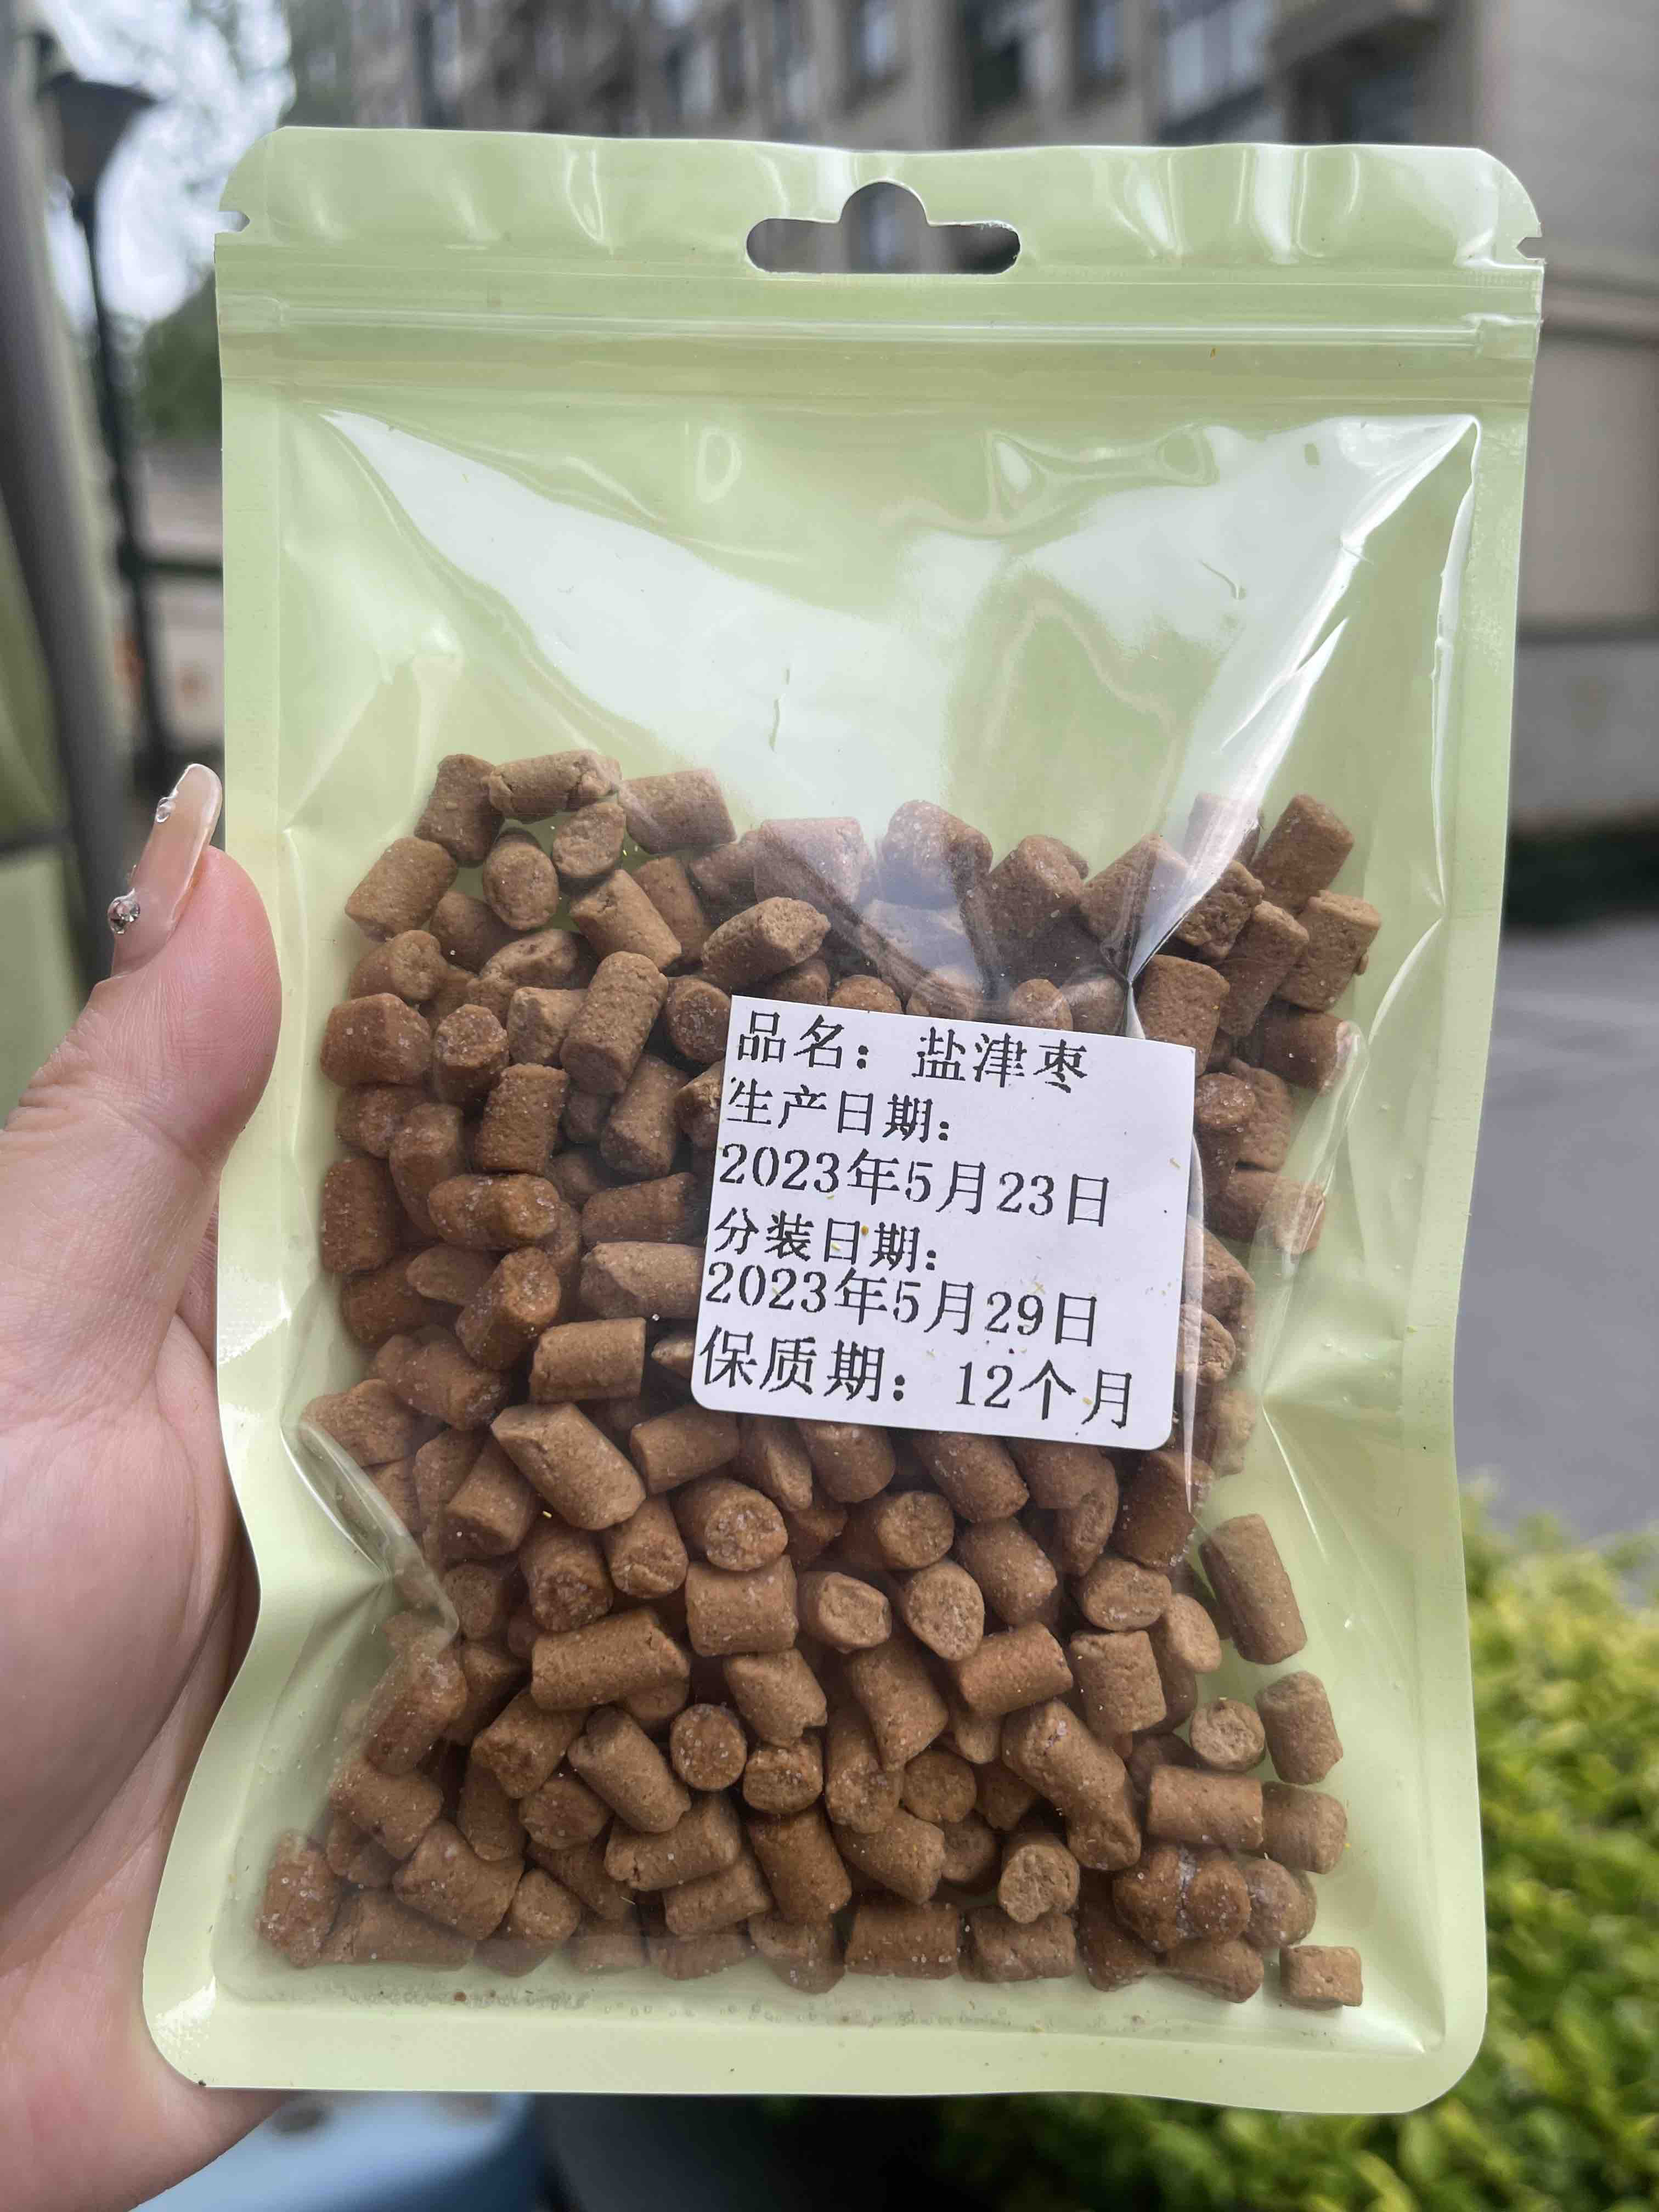 品名：盐津枣
生产日期：
2023年5月23日
分装日期：
2023年5月29日
保质期：12个月